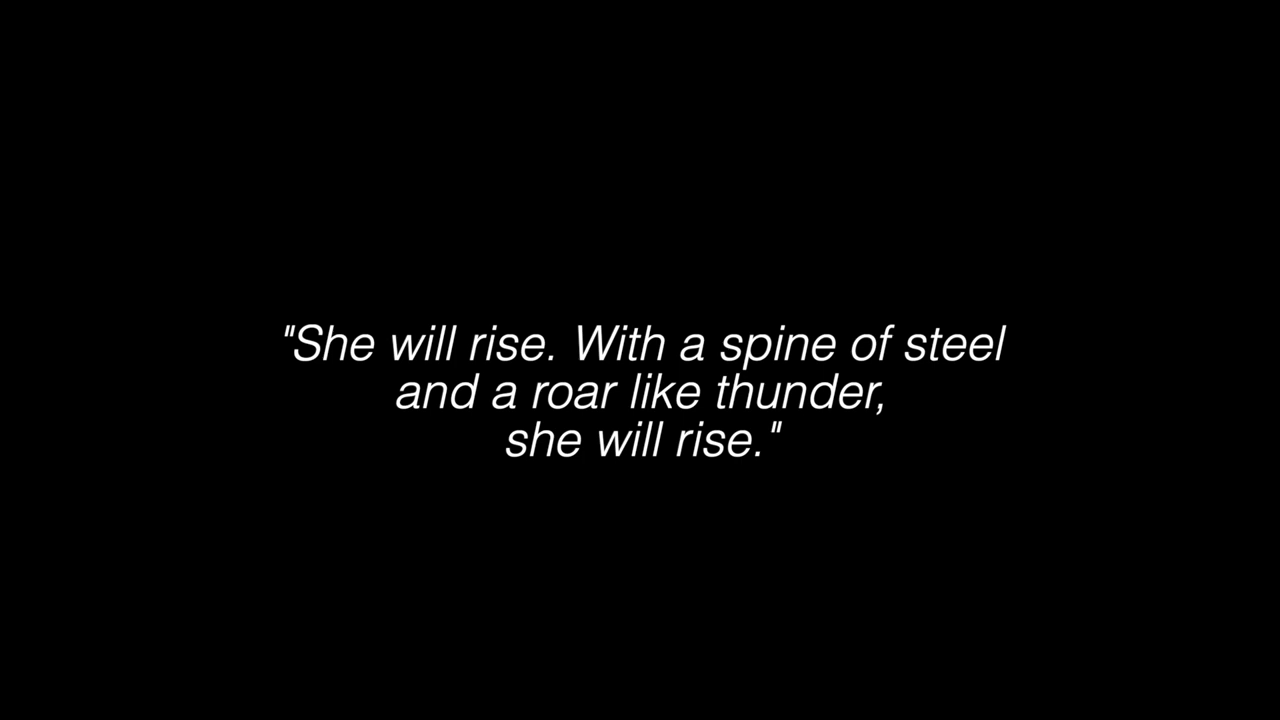 "She will rise. With a spine of steel
and a roar like thunder,
she will rise."